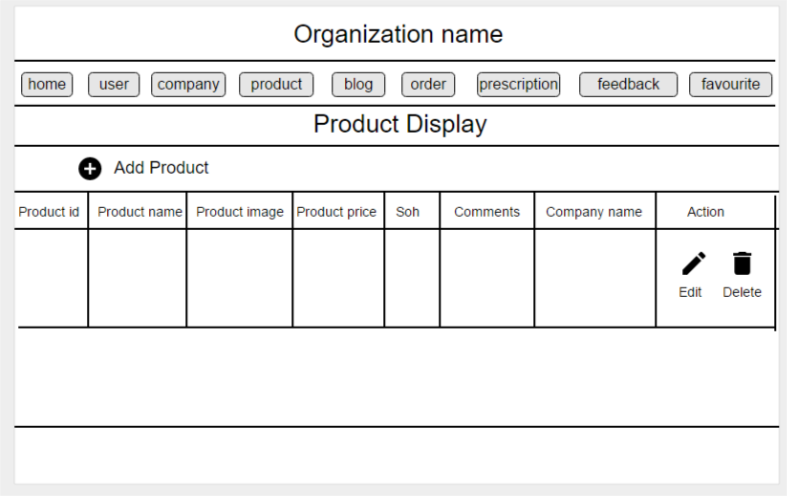 Organization name
home user company product blog order prescription feedback favourite
Product Display
Add Product
Product id Product name Product image Product price Soh Comments Company name Action
Edit Delete